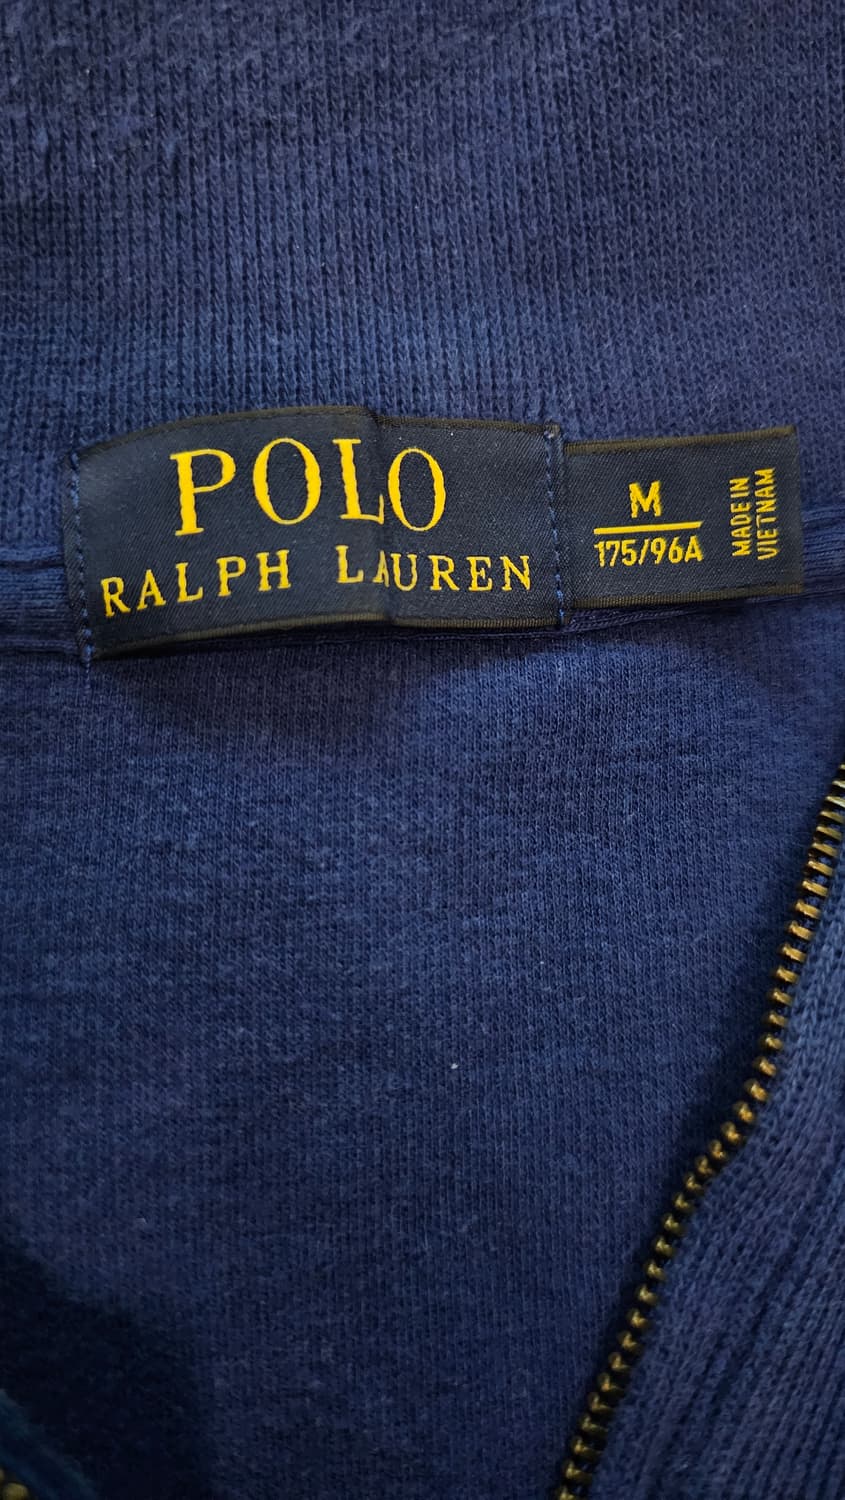 POLO
RALPH LAUREN
M
175/96A
MADE IN
VIETNAM